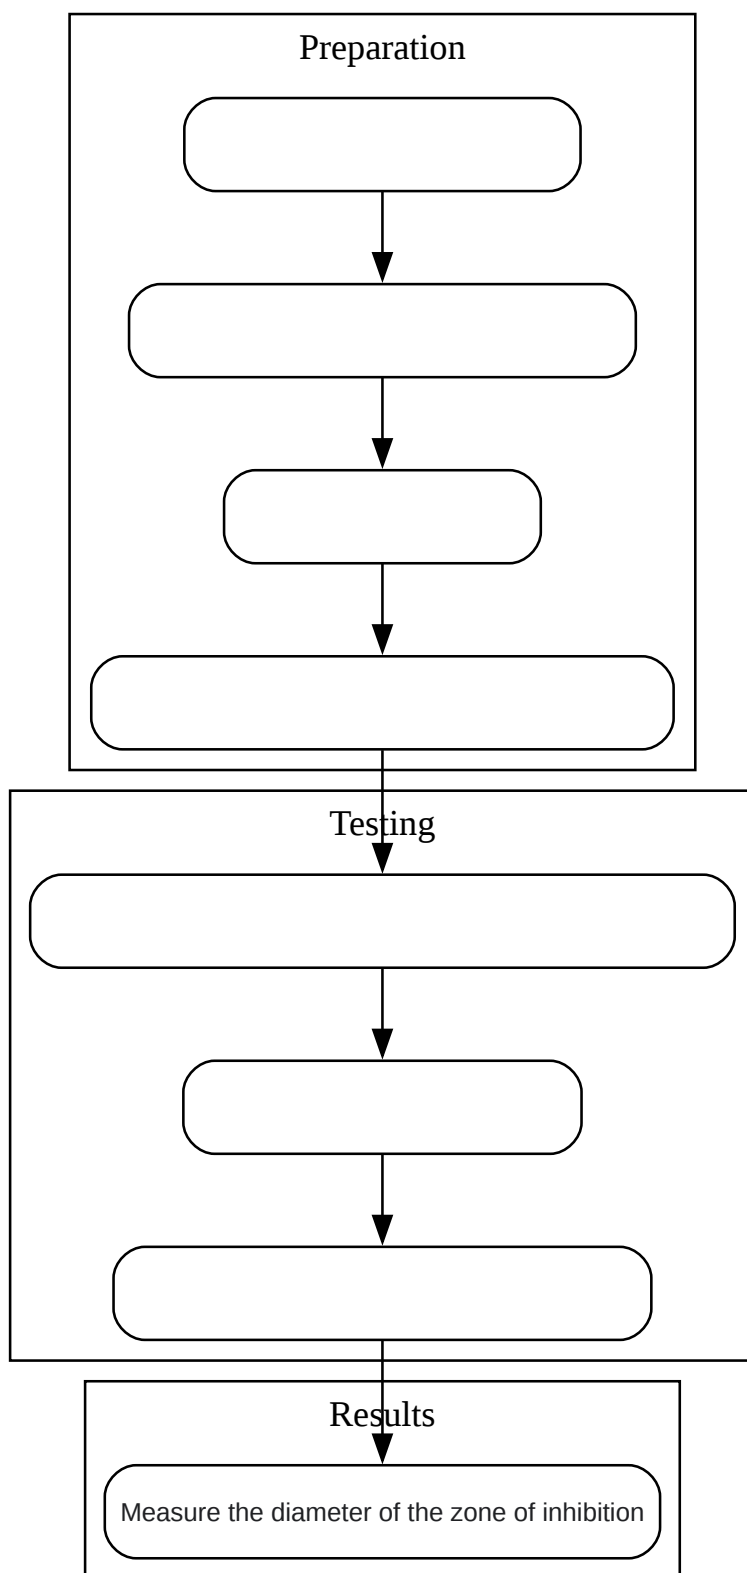 Preparation
Testing
Results
Measure the diameter of the zone of inhibition